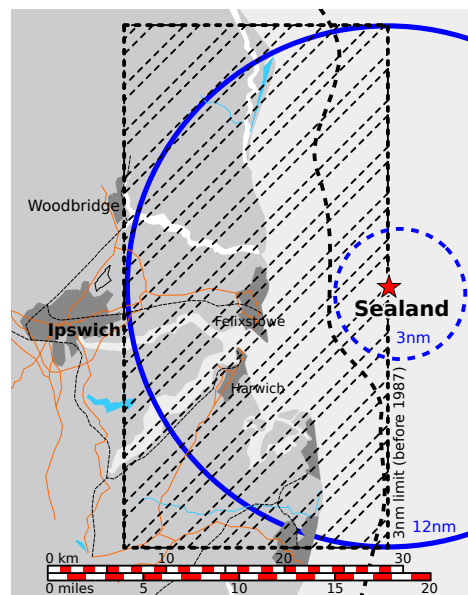 Woodbridge
Ipswich
Felixstowe
Sealand
3nm
Harwich
3nm limit (before 1987)
12nm
0 km 10 20 30
0 miles 5 10 15 20